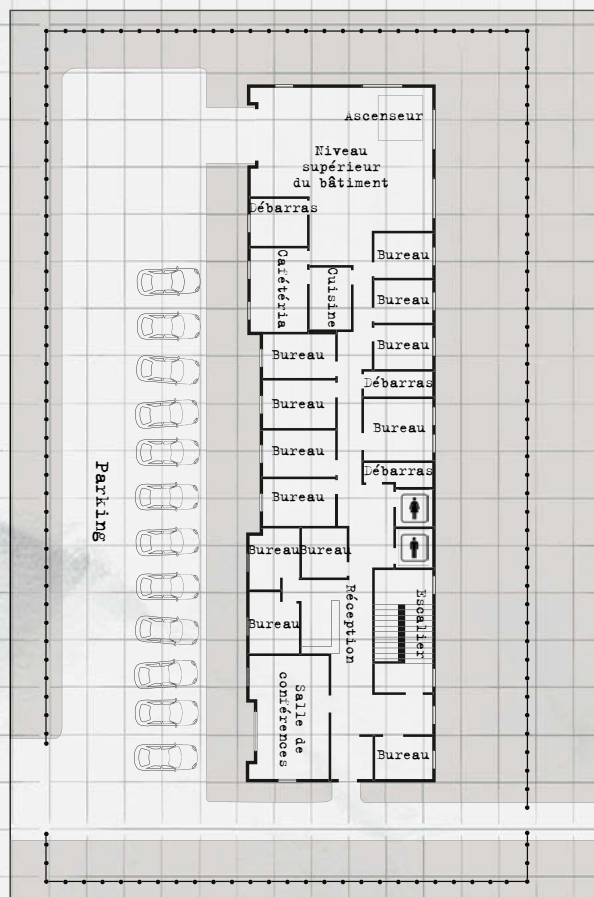 Ascenseur
Niveau
supérieur
du bâtiment
Débarras
Bureau
Cafétéria
Cuisine
Bureau
Bureau
Bureau
Débarras
Bureau
Bureau
Bureau
Débarras
Parking
Bureau
Bureau
Bureau
Réception
Escalier
Bureau
Salle de
conférences
Bureau